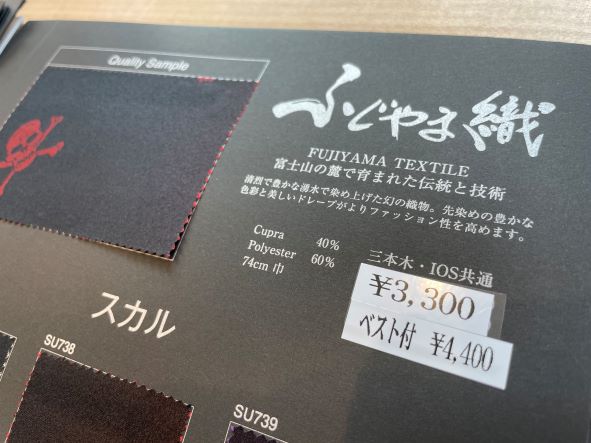 Quality Sample
ふじやま織
FUJIYAMA TEXTILE
富士山の麓で育まれた伝統と技術
清烈で豊かな湧水で染め上げた幻の織物。先染めの豊かな
色彩と美しいドレープがよりファッション性を高めます。
Cupra 40%
Polyester 60%
74cm 巾
三本木・IOS共通
¥3,300
ベスト付 ¥4,400
スカル
SU738
SU739